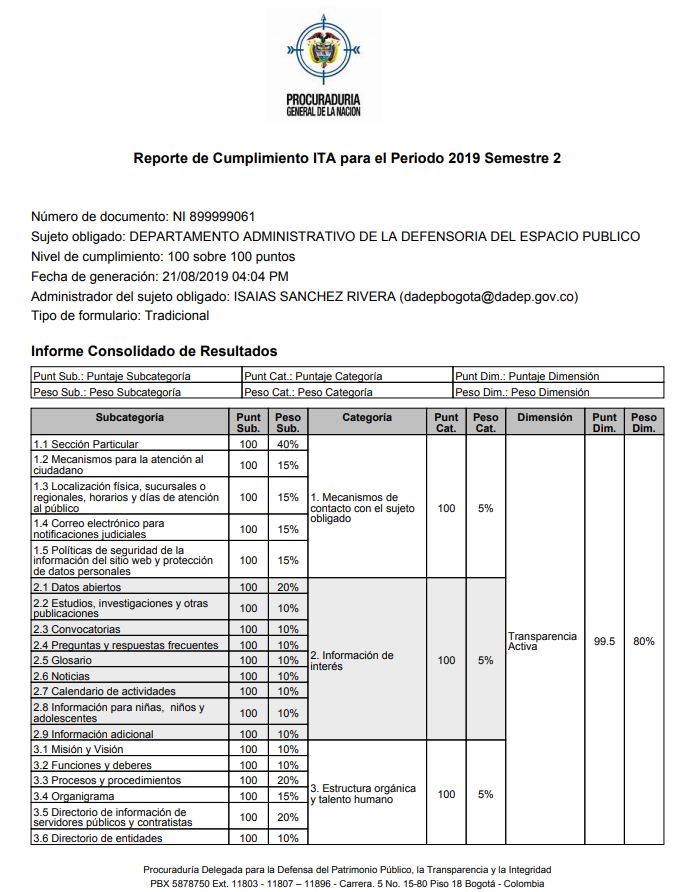 PROCURADURIA
GENERAL DE LA NACION
Reporte de Cumplimiento ITA para el Periodo 2019 Semestre 2
Número de documento: NI 899999061
Sujeto obligado: DEPARTAMENTO ADMINISTRATIVO DE LA DEFENSORIA DEL ESPACIO PUBLICO
Nivel de cumplimiento: 100 sobre 100 puntos
Fecha de generación: 21/08/2019 04:04 PM
Administrador del sujeto obligado: ISAIAS SANCHEZ RIVERA (dadepbogota@dadep.gov.co)
Tipo de formulario: Tradicional
Informe Consolidado de Resultados
Punt Sub.: Puntaje Subcategoría Punt Cat.: Puntaje Categoría Punt Dim.: Puntaje Dimensión
Peso Sub.: Peso Subcategoría Peso Cat.: Peso Categoría Peso Dim.: Peso Dimensión
Subcategoría Punt Peso Categoría Punt Peso Dimensión Punt Peso
Sub. Sub. Cat. Cat. Dim. Dim.
1.1 Sección Particular 100 40%
1.2 Mecanismos para la atención al
ciudadano 100 15%
1.3 Localización física, sucursales o
regionales, horarios y días de atención
al público 100 15%
1. Mecanismos de
contacto con el sujeto
obligado 100 5%
1.4 Correo electrónico para
notificaciones judiciales 100 15%
1.5 Políticas de seguridad de la
información del sitio web y protección
de datos personales 100 15%
2.1 Datos abiertos 100 20%
2.2 Estudios, investigaciones y otras
publicaciones 100 10%
2.3 Convocatorias 100 10%
2.4 Preguntas y respuestas frecuentes 100 10%
2.5 Glosario 100 10%
2. Información de
interés 100 5%
Transparencia
Activa 99.5 80%
2.6 Noticias 100 10%
2.7 Calendario de actividades 100 10%
2.8 Información para niñas, niños y
adolescentes 100 10%
2.9 Información adicional 100 10%
3.1 Misión y Visión 100 10%
3.2 Funciones y deberes 100 10%
3.3 Procesos y procedimientos 100 20%
3.4 Organigrama 100 15%
3. Estructura orgánica
y talento humano 100 5%
3.5 Directorio de información de
servidores públicos y contratistas 100 20%
3.6 Directorio de entidades 100 10%
Procuraduría Delegada para la Defensa del Patrimonio Público, la Transparencia y la Integridad
PBX 5878750 Ext. 11803 - 11807 – 11896 - Carrera. 5 No. 15-80 Piso 18 Bogotá - Colombia